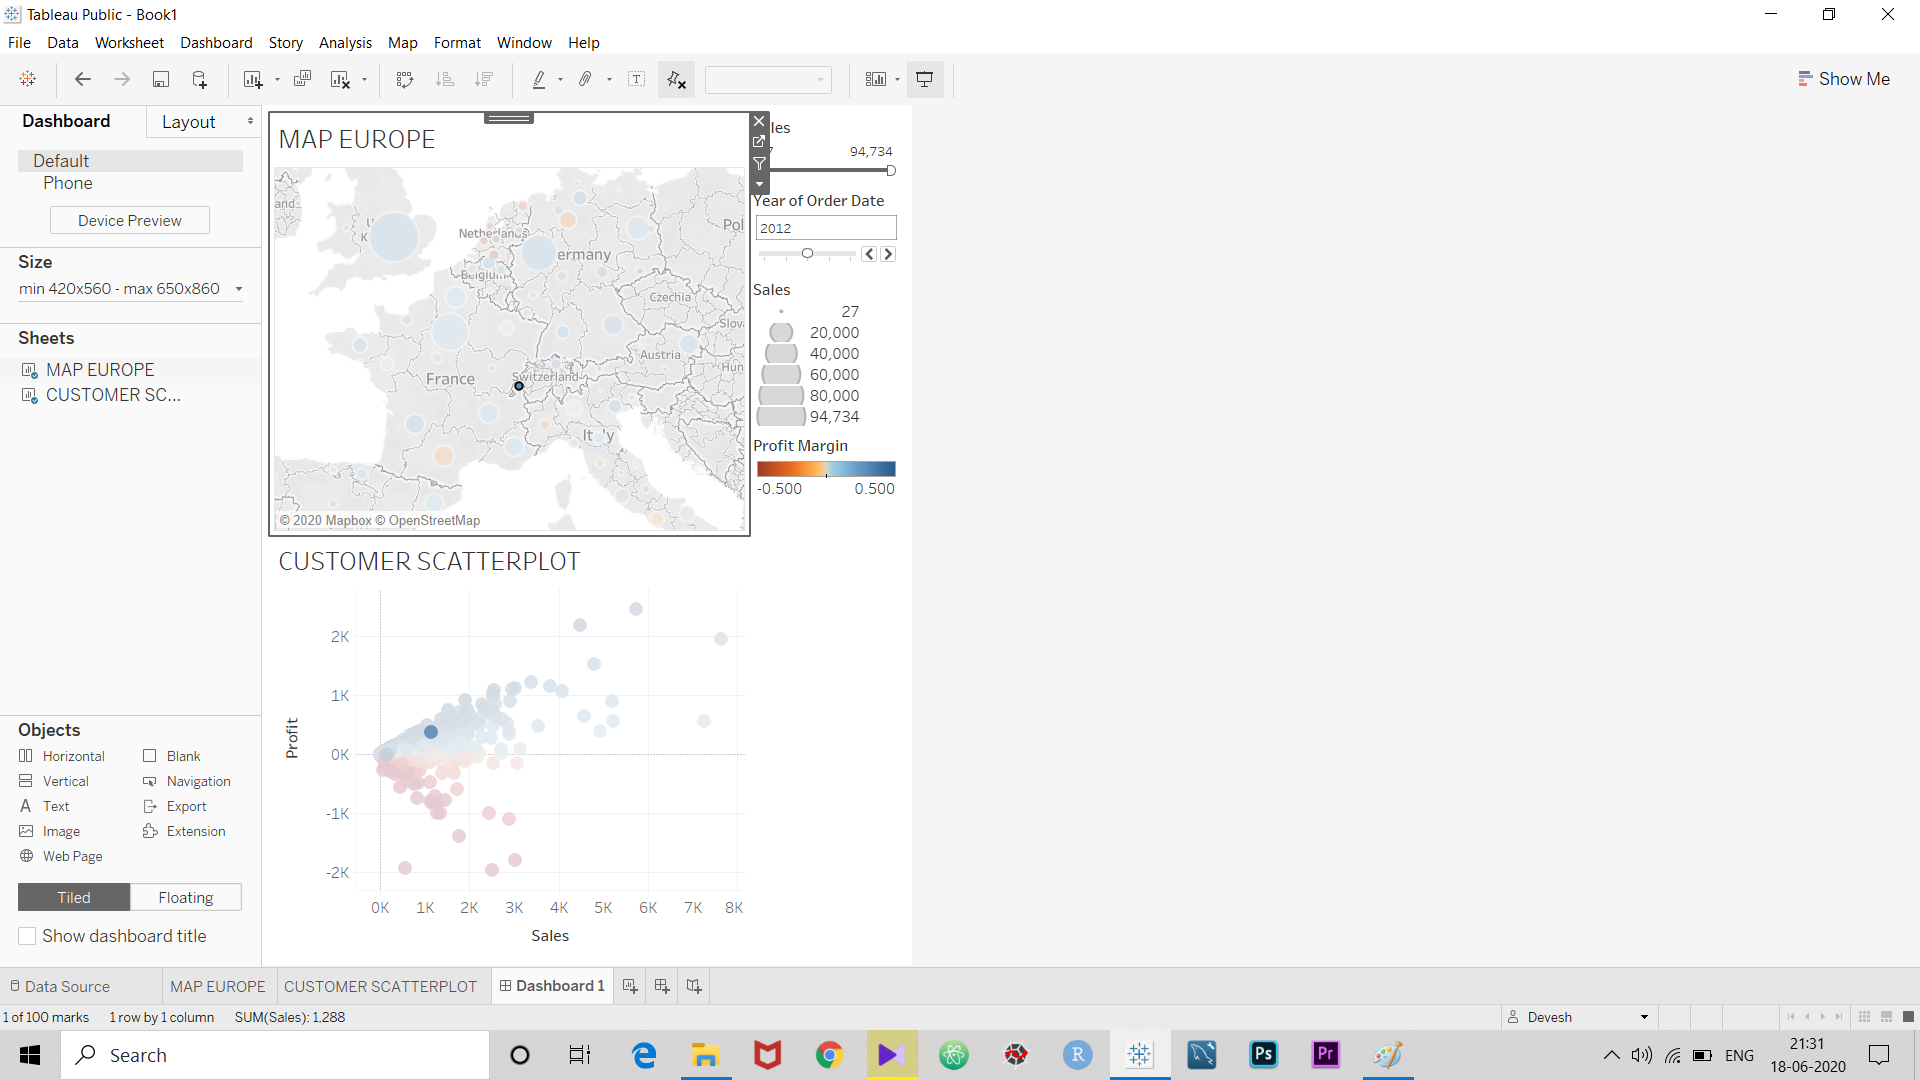 Tableau Public - Book1
File Data Worksheet Dashboard Story Analysis Map Format Window Help
Show Me
Dashboard
Layout
Default
Phone
Device Preview
Size
min 420x560 - max 650x860
Sheets
MAP EUROPE
CUSTOMER SC...
Objects
Horizontal Blank
Vertical Navigation
Text Export
Image Extension
Web Page
Tiled Floating
Show dashboard title
MAP EUROPE
Netherlands
ermany
Pol
Belgium
Czechia
Slov
Austria
Hun
France
Switzerland
Italy
© 2020 Mapbox © OpenStreetMap
les
7 94,734
Year of Order Date
2012
Sales
27
20,000
40,000
60,000
80,000
94,734
Profit Margin
-0.500 0.500
CUSTOMER SCATTERPLOT
Profit
2K
1K
0K
-1K
-2K
0K 1K 2K 3K 4K 5K 6K 7K 8K
Sales
Data Source MAP EUROPE CUSTOMER SCATTERPLOT Dashboard 1
1 of 100 marks 1 row by 1 column SUM(Sales): 1,288
Devesh
Search
R
Ps
Pr
ENG
21:31
18-06-2020